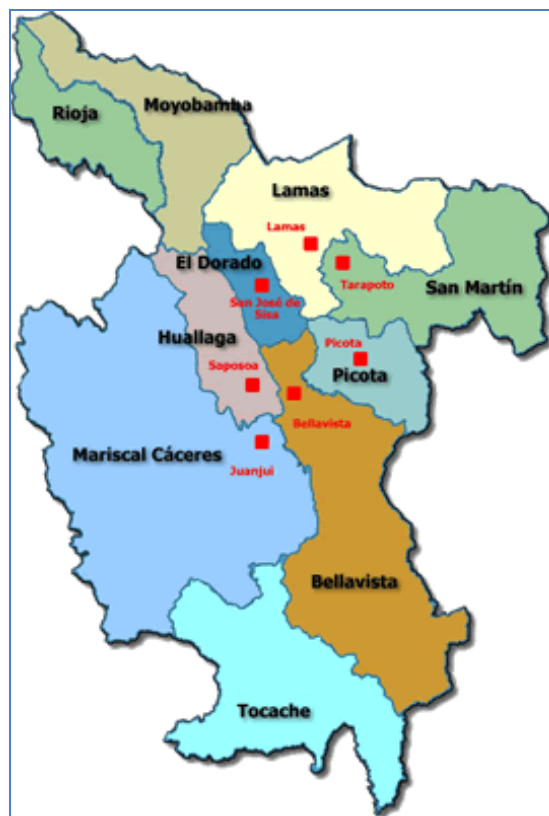 Moyobamba
Rioja
Lamas
Lamas
El Dorado
Tarapoto
San Martín
San José de
Sisa
Huallaga
Picota
Saposoa
Picota
Bellavista
Mariscal Cáceres
Juanjui
Bellavista
Tocache